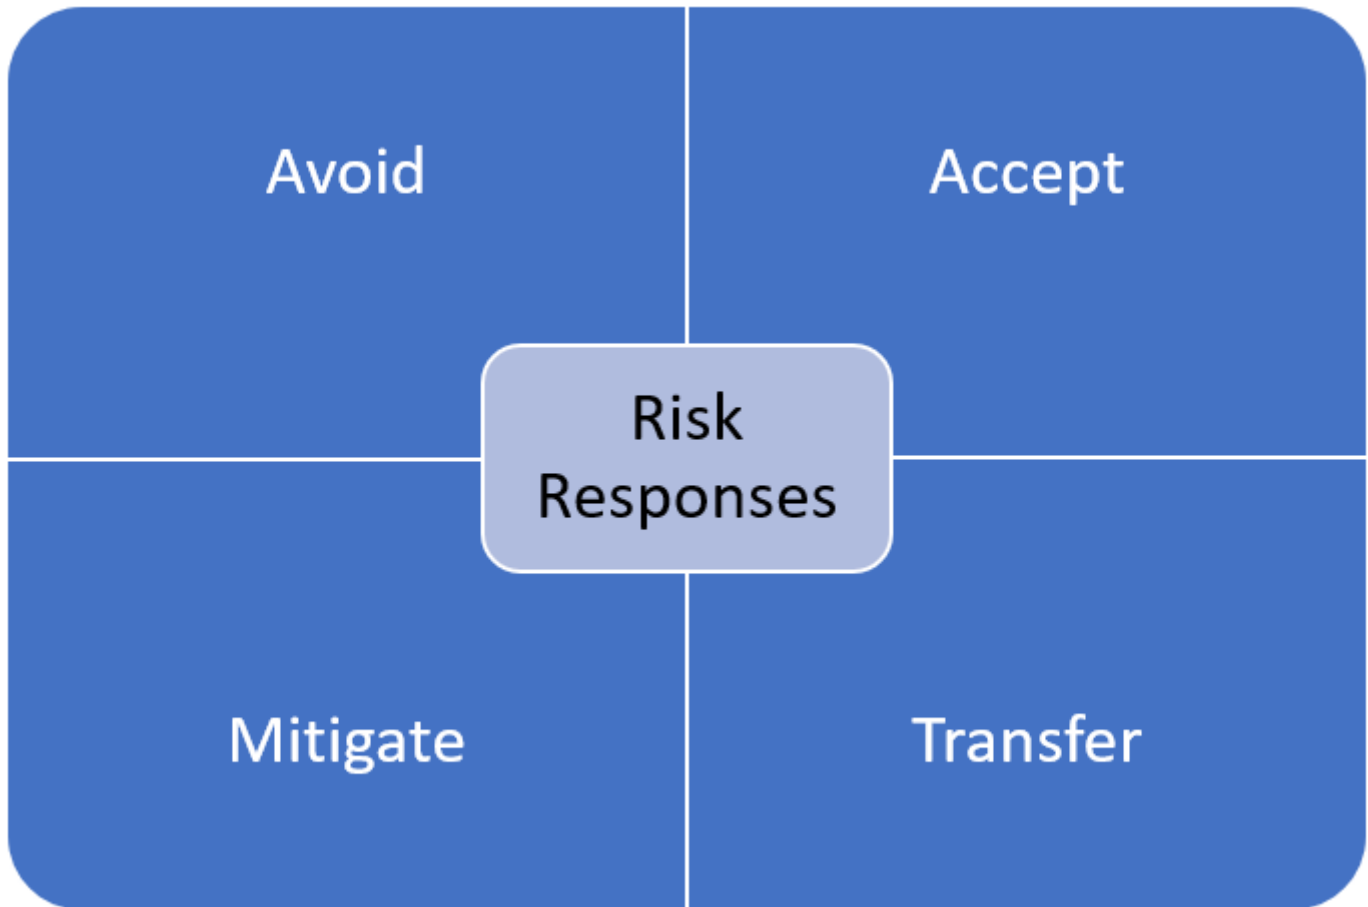 Avoid
Accept
Risk
Responses
Mitigate
Transfer